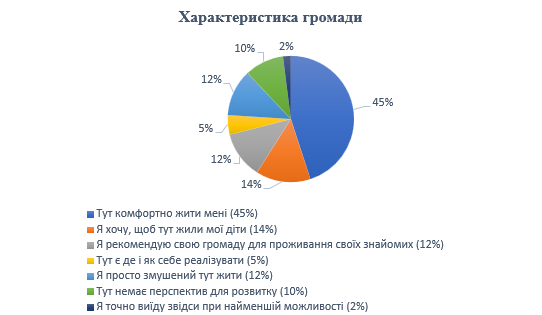 Характеристика громади
2%
10%
12%
45%
5%
12%
14%
Тут комфортно жити мені (45%)
Я хочу, щоб тут жили мої діти (14%)
Я рекомендую свою громаду для проживання своїх знайомих (12%)
Тут є де і як себе реалізувати (5%)
Я просто змушений тут жити (12%)
Тут немає перспектив для розвитку (10%)
Я точно виїду звідси при найменшій можливості (2%)